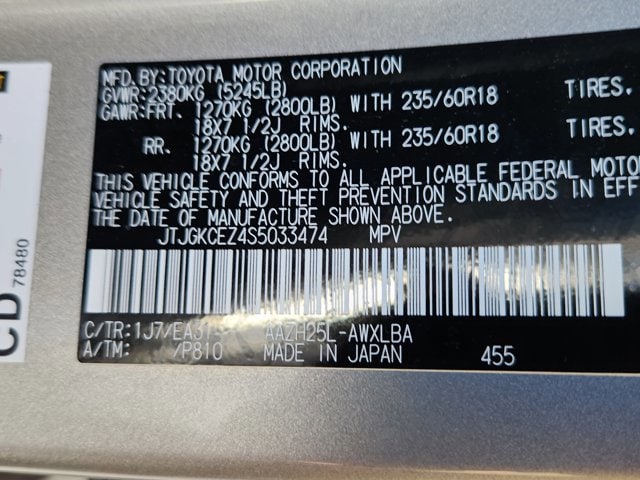 MFD.BY:TOYOTA MOTOR CORPORATION
GVWR:2380KG (5245LB)
GAWR:FRT. 1270KG (2800LB) WITH 235/60R18 TIRES.
18X7 1/2J RIMS.
RR. 1270KG (2800LB) WITH 235/60R18 TIRES.
18X7 1/2J RIMS.
THIS VEHICLE CONFORMS TO ALL APPLICABLE FEDERAL MOTO
VEHICLE SAFETY AND THEFT PREVENTION STANDARDS IN EFF
THE DATE OF MANUFACTURE SHOWN ABOVE.
JTJGKCEZ4S5033474 MPV
C/TR:1J7/EA31 AAZH25L-AWXLBA
A/TM: /P810 MADE IN JAPAN 455
CD
78480